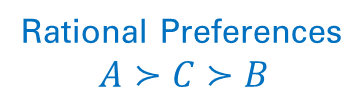 Rational Preferences
A ≻ C ≻ B